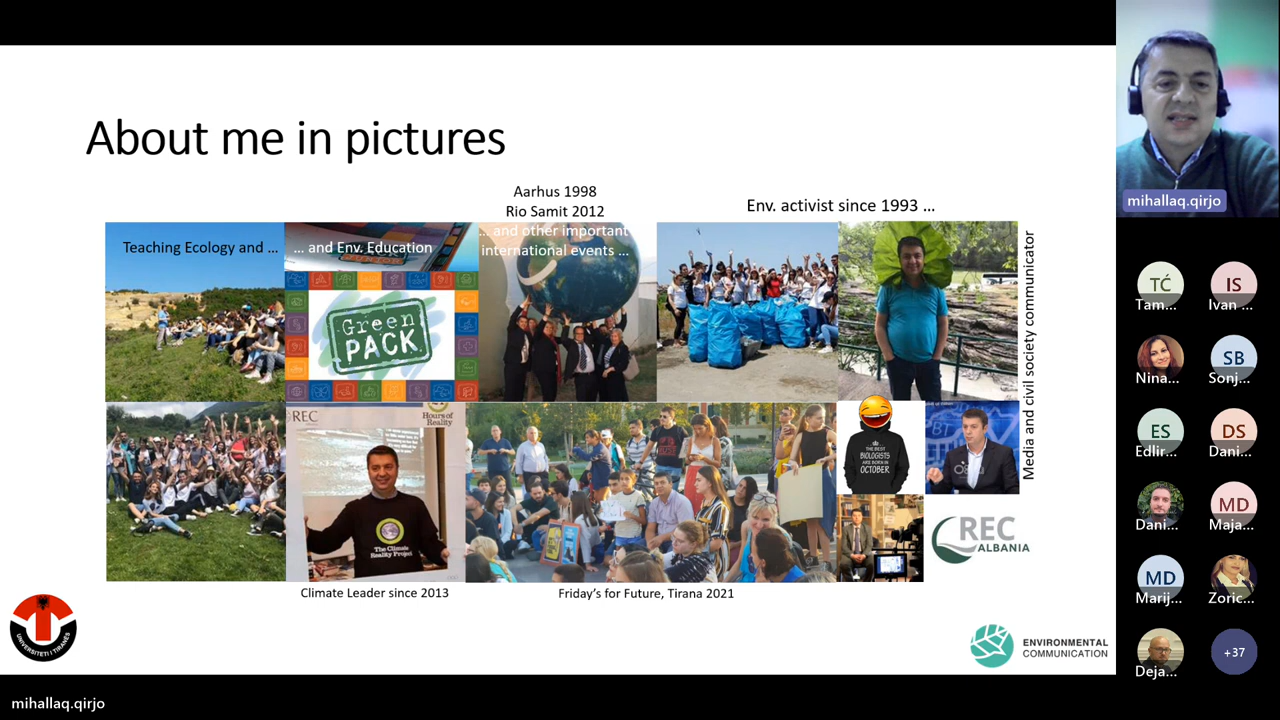 About me in pictures
Aarhus 1998
Rio Samit 2012
... and other important
international events ...
Env. activist since 1993 ...
Teaching Ecology and ...
... and Env. Education
Green
PACK
Media and civil society communicator
REC
Hours of
Reality
The Climate
Reality Project
THE BEST
BIOLOGISTS
ARE BORN IN
OCTOBER
REC
ALBANIA
Climate Leader since 2013
Friday's for Future, Tirana 2021
UNIVERSITETI I TIRANËS
ENVIRONMENTAL
COMMUNICATION
mihallaq.qirjo
mihallaq.qirjo
TĆ
Tam...
IS
Ivan ...
Nina...
SB
Sonj...
ES
Edlir...
DS
Dani...
Dani...
MD
Maja...
MD
Marij...
Zoric...
Deja...
+37